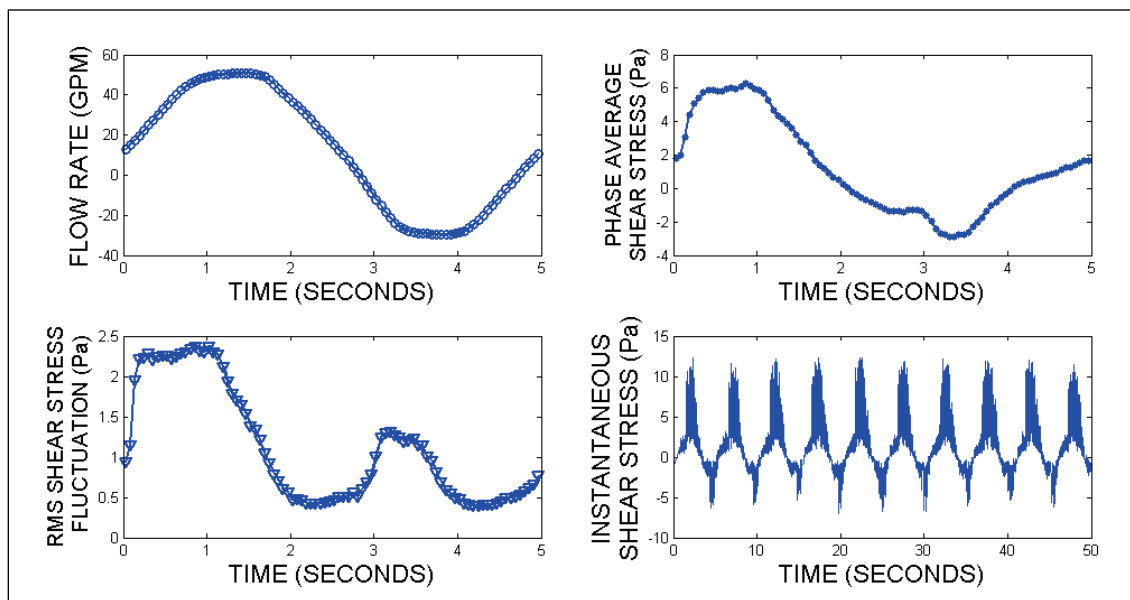 FLOW RATE (GPM)
60
40
20
0
-20
-40
0 1 2 3 4 5
TIME (SECONDS)
PHASE AVERAGE
SHEAR STRESS (Pa)
8
6
4
2
0
-2
-4
0 1 2 3 4 5
TIME (SECONDS)
RMS SHEAR STRESS
FLUCTUATION (Pa)
2.5
2
1.5
1
0.5
0
0 1 2 3 4 5
TIME (SECONDS)
INSTANTANEOUS
SHEAR STRESS (Pa)
15
10
5
0
-5
-10
0 10 20 30 40 50
TIME (SECONDS)